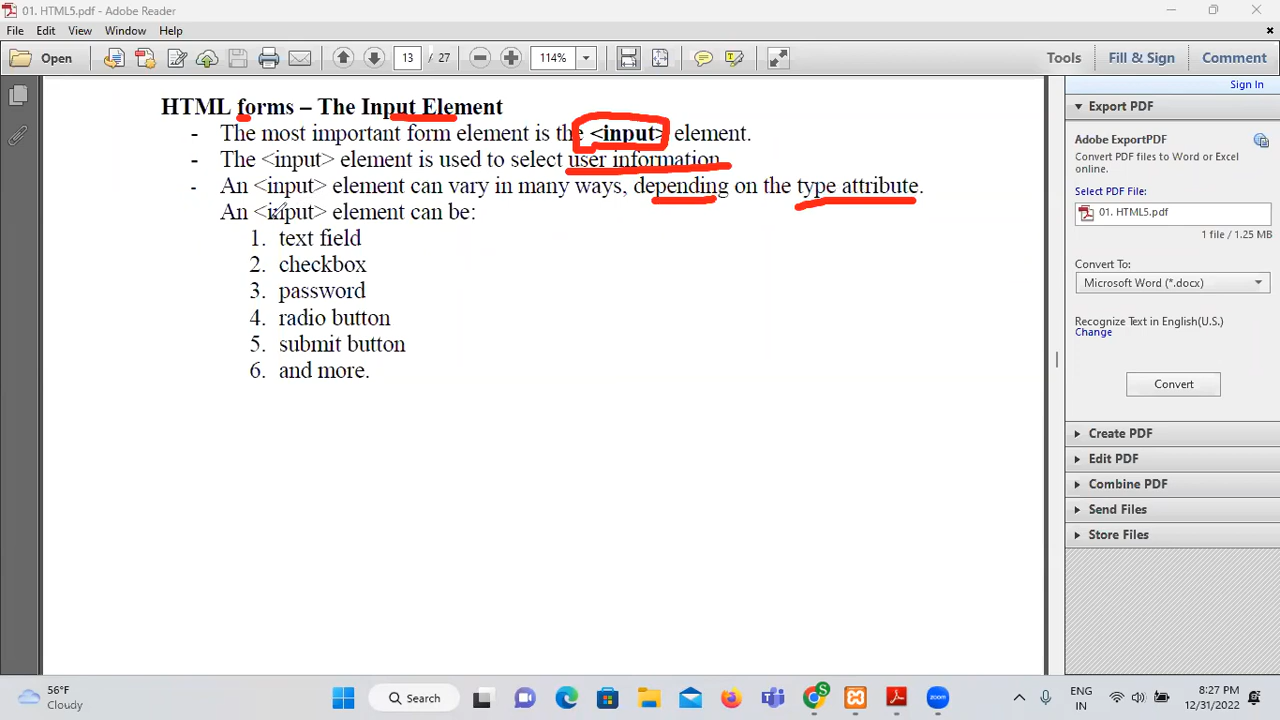 01. HTML5.pdf - Adobe Reader
File Edit View Window Help
Open 13 / 27 114% Tools Fill & Sign Comment
Sign In
HTML forms – The Input Element
- The most important form element is the <input> element.
- The <input> element is used to select user information.
- An <input> element can vary in many ways, depending on the type attribute.
An <input> element can be:
1. text field
2. checkbox
3. password
4. radio button
5. submit button
6. and more.
Export PDF
Adobe ExportPDF
Convert PDF files to Word or Excel
online.
Select PDF File:
01. HTML5.pdf
1 file / 1.25 MB
Convert To:
Microsoft Word (*.docx)
Recognize Text in English(U.S.)
Change
Convert
Create PDF
Edit PDF
Combine PDF
Send Files
Store Files
56°F
Cloudy
Search
S
zoom
ENG
IN
8:27 PM
12/31/2022